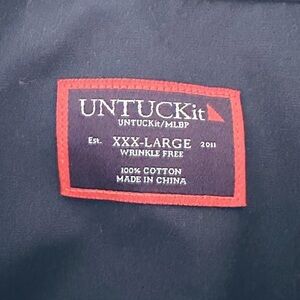 UNTUCKit
UNTUCKit/MLBP
Est. XXX-LARGE 2011
WRINKLE FREE
100% COTTON
MADE IN CHINA